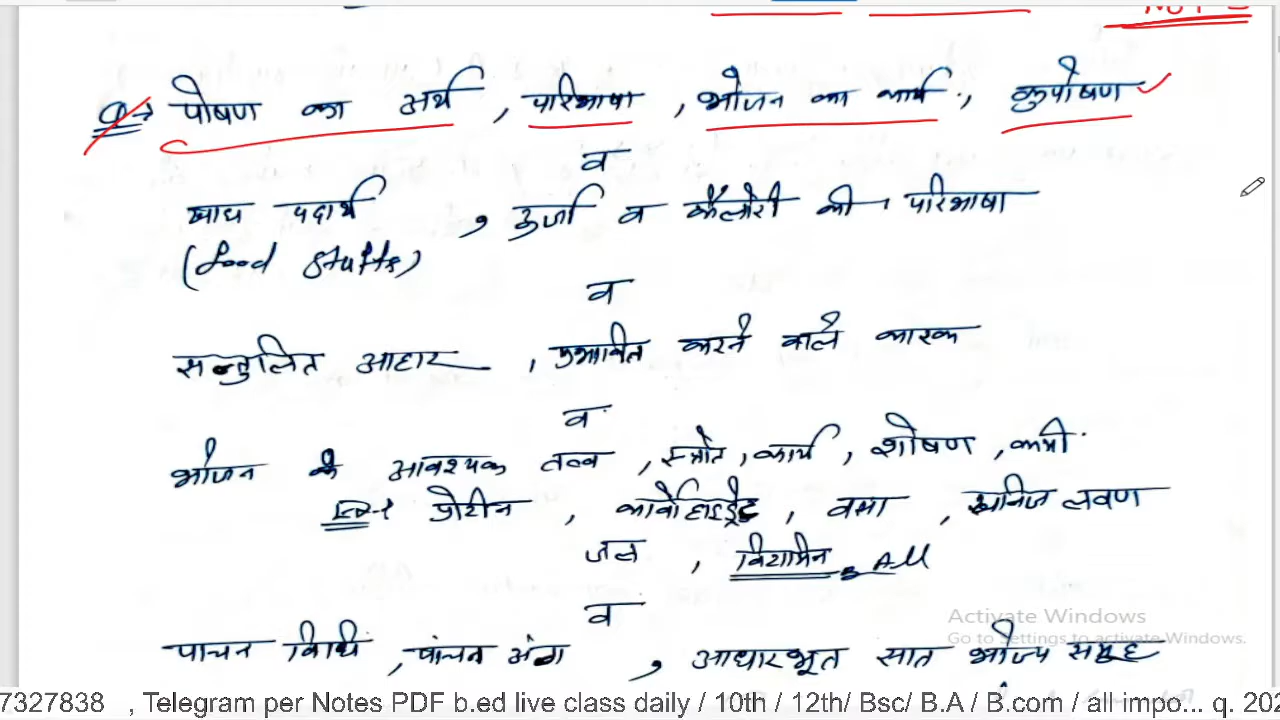 Q→ पोषण का अर्थ , परिभाषा , भोजन का कार्य , कुपोषण
व
खाद्य पदार्थ , ऊर्जा व कैलोरी की परिभाषा
(food stuffs)
व
सन्तुलित आहार , प्रभावित करने वाले कारक
व
भोजन के आवश्यक तत्व , स्त्रोत , कार्य , शोषण , कमी
प्रोटीन , कार्बोहाइड्रेट , वसा , खनिज लवण
जल , विटामिन All
व
पाचन विधि , पाचन अंग , आधारभूत सात भोज्य समूह
Activate Windows
Go to Settings to activate Windows.
7327838 , Telegram per Notes PDF b.ed live class daily / 10th / 12th/ Bsc/ B.A / B.com / all impo... q. 202